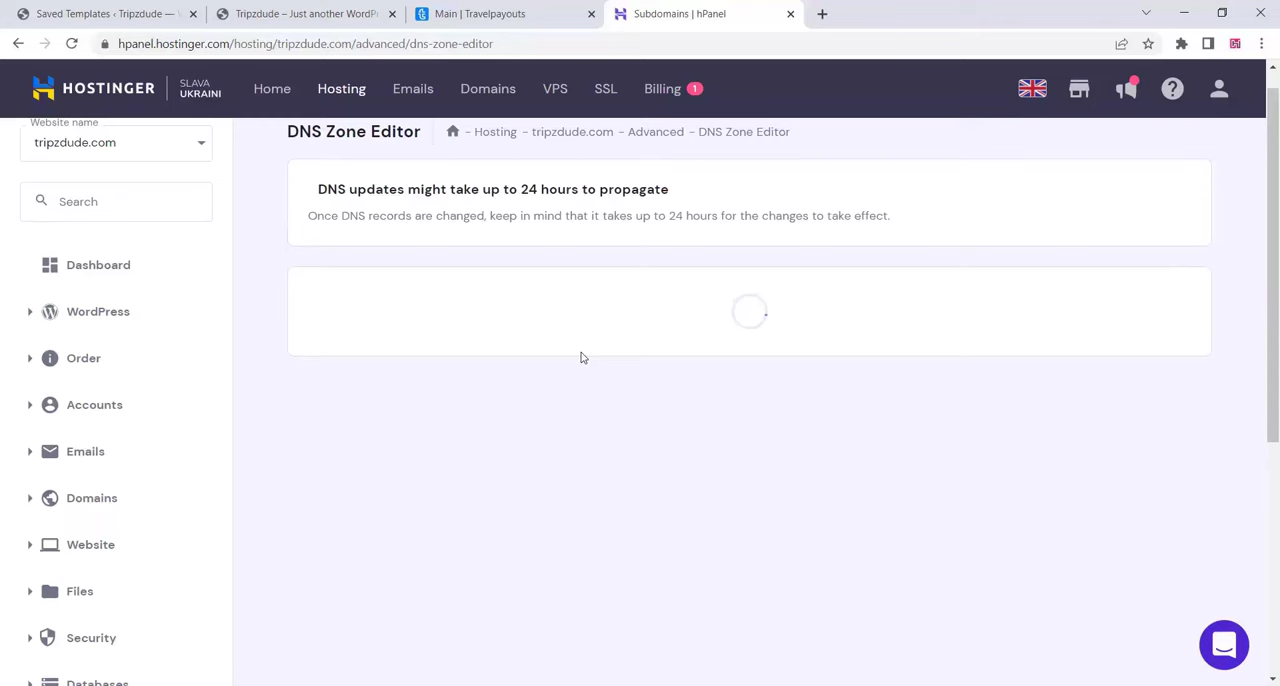 Saved Templates ‹ Tripzdude — W
Tripzdude – Just another WordPr
Main | Travelpayouts
Subdomains | hPanel
hpanel.hostinger.com/hosting/tripzdude.com/advanced/dns-zone-editor
HOSTINGER
SLAVA
UKRAINI
Home
Hosting
Emails
Domains
VPS
SSL
Billing 1
Website name
tripzdude.com
DNS Zone Editor
- Hosting - tripzdude.com - Advanced - DNS Zone Editor
DNS updates might take up to 24 hours to propagate
Once DNS records are changed, keep in mind that it takes up to 24 hours for the changes to take effect.
Search
Dashboard
WordPress
Order
Accounts
Emails
Domains
Website
Files
Security
Databases